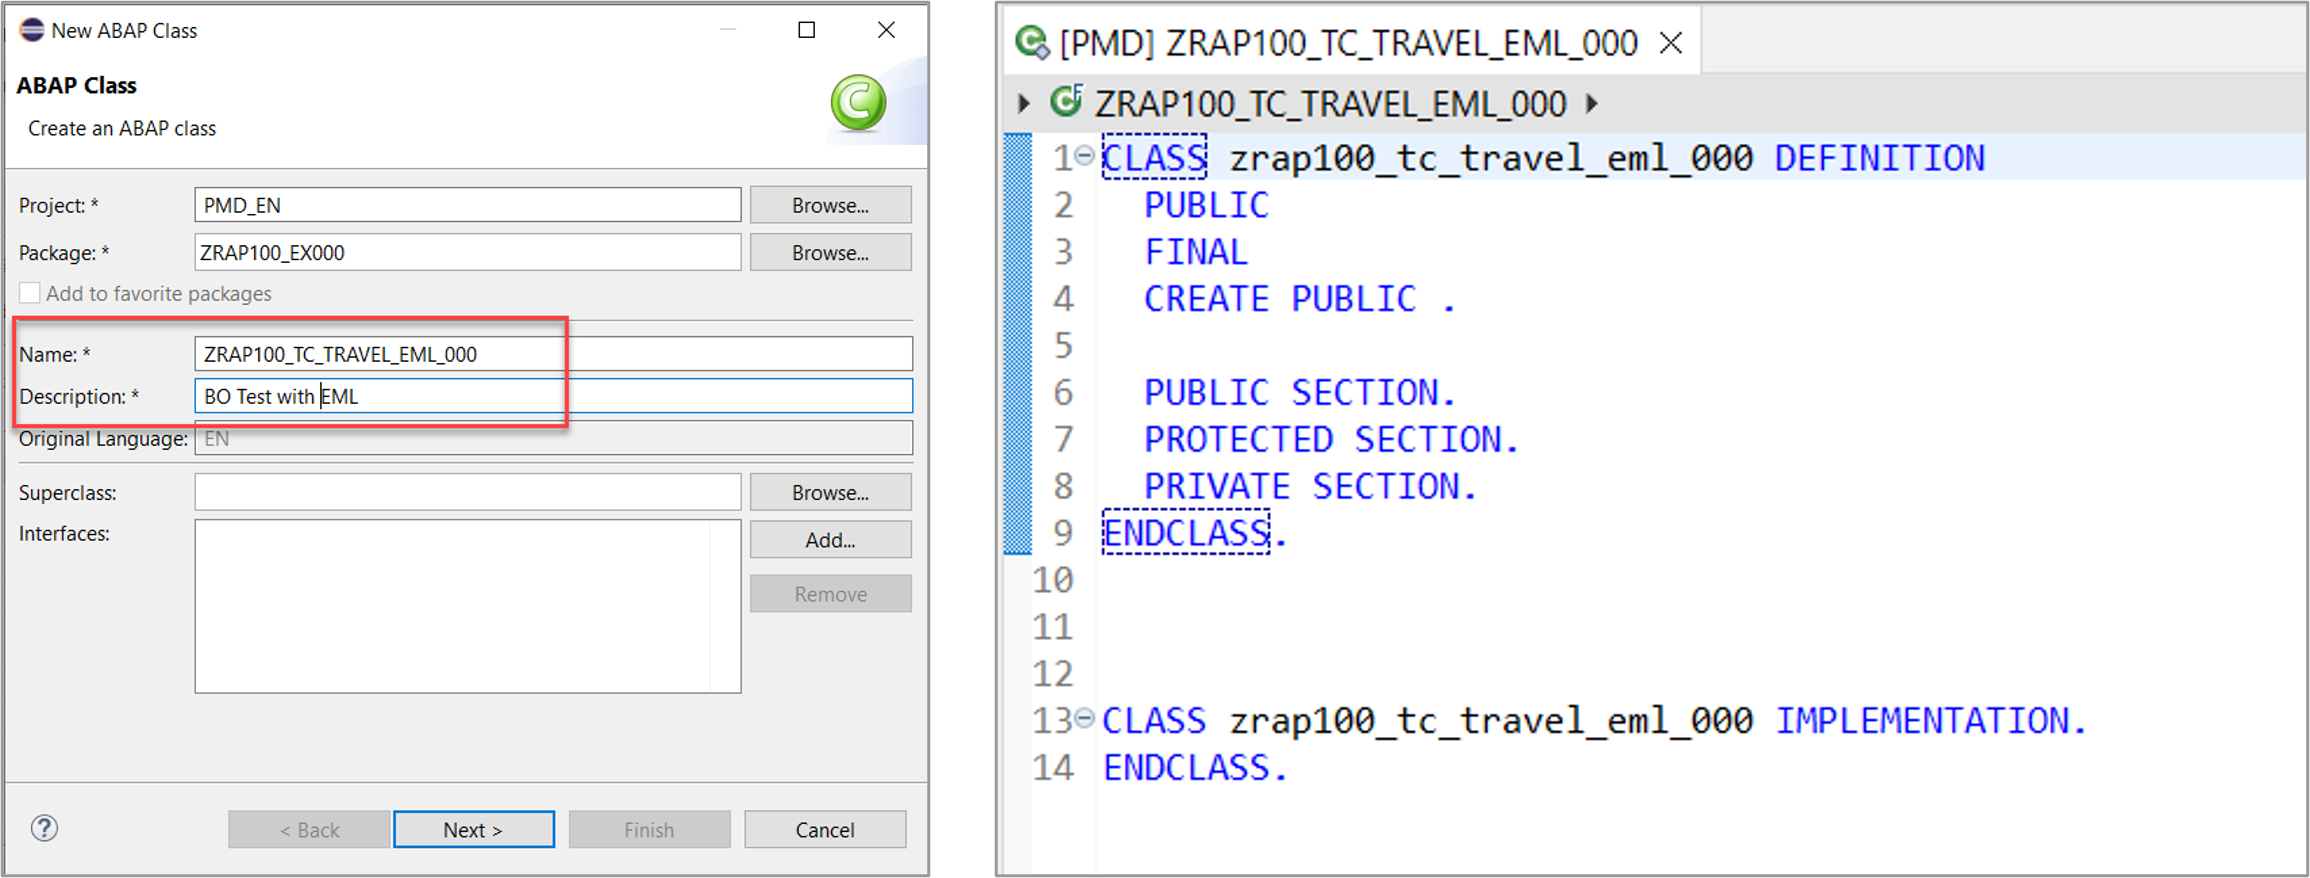 New ABAP Class
ABAP Class
Create an ABAP class
Project: *
PMD_EN
Browse...
Package: *
ZRAP100_EX000
Browse...
Add to favorite packages
Name: *
ZRAP100_TC_TRAVEL_EML_000
Description: *
BO Test with EML
Original Language:
EN
Superclass:
Browse...
Interfaces:
Add...
Remove
?
< Back
Next >
Finish
Cancel
[PMD] ZRAP100_TC_TRAVEL_EML_000
ZRAP100_TC_TRAVEL_EML_000
1 CLASS zrap100_tc_travel_eml_000 DEFINITION
2 PUBLIC
3 FINAL
4 CREATE PUBLIC .
5
6 PUBLIC SECTION.
7 PROTECTED SECTION.
8 PRIVATE SECTION.
9 ENDCLASS.
10
11
12
13 CLASS zrap100_tc_travel_eml_000 IMPLEMENTATION.
14 ENDCLASS.